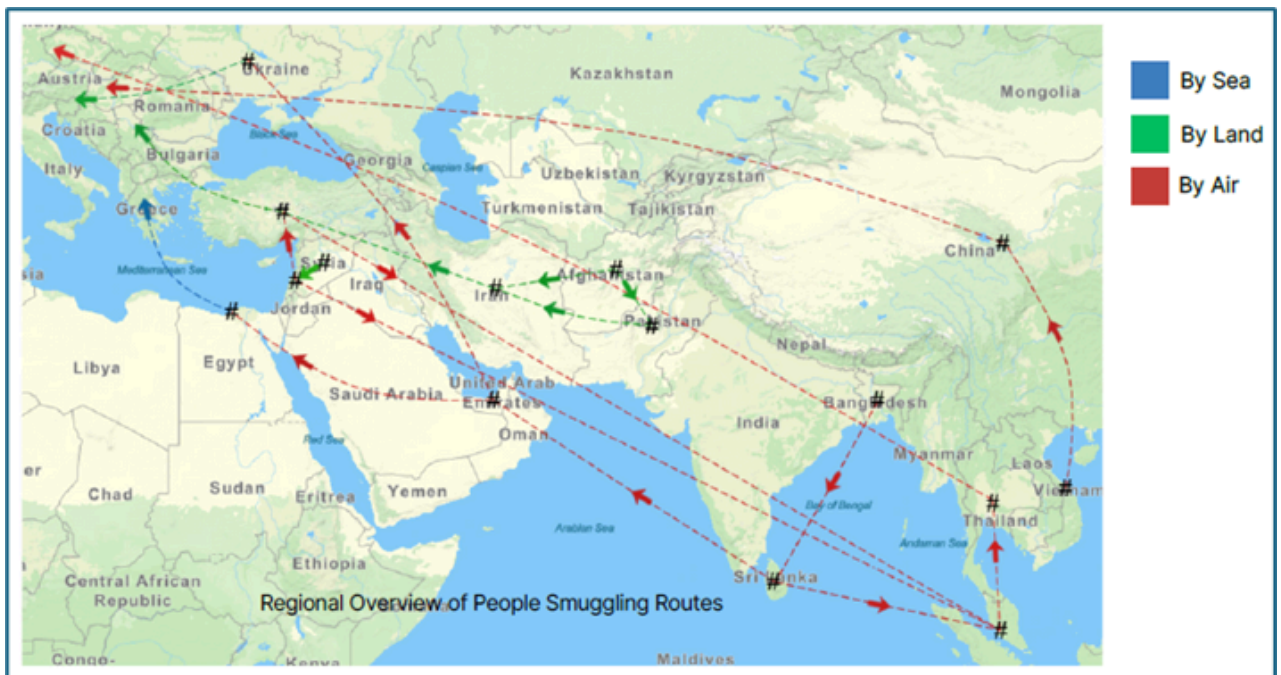 Ukraine
Kazakhstan
Mongolia
Austria
Romania
Croatia
Black Sea
Bulgaria
Georgia
Caspian Sea
Italy
Uzbekistan
Kyrgyzstan
Greece
Turkmenistan
Tajikistan
China
Mediterranean Sea
Syria
Iraq
Afghanistan
Iran
Jordan
Pakistan
Nepal
Libya
Egypt
Saudi Arabia
United Arab
Emirates
Bangladesh
India
Oman
Red Sea
Myanmar
Laos
Chad
Sudan
Eritrea
Yemen
Vietnam
Bay of Bengal
Arabian Sea
Thailand
Andaman Sea
Ethiopia
Central African
Republic
Sri Lanka
Regional Overview of People Smuggling Routes
Congo-
Kenya
Maldives
By Sea
By Land
By Air